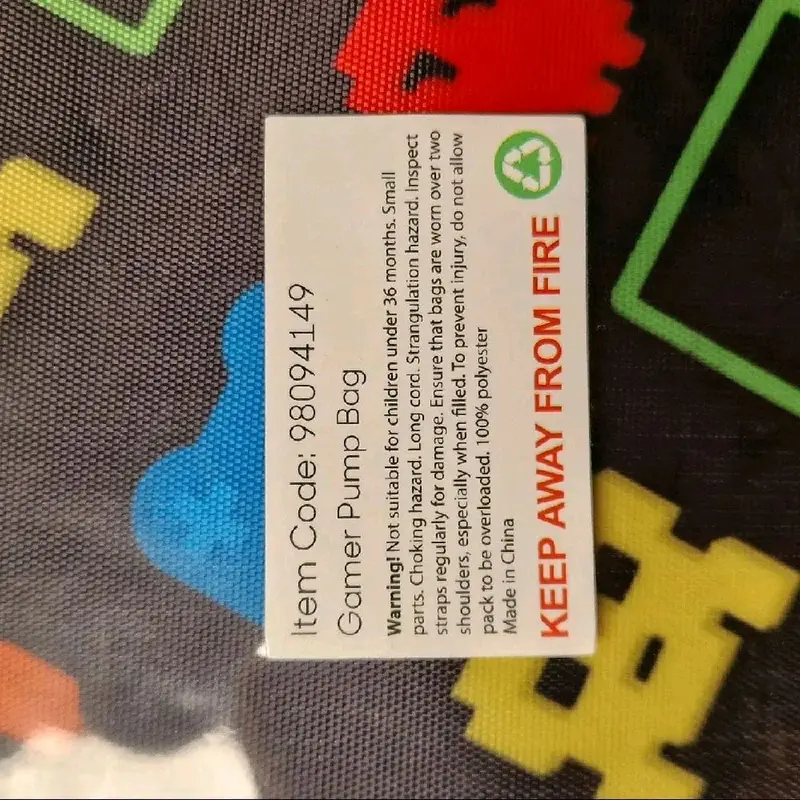 Item Code: 98094149
Gamer Pump Bag
Warning! Not suitable for children under 36 months. Small
parts. Choking hazard. Long cord. Strangulation hazard. Inspect
straps regularly for damage. Ensure that bags are worn over two
shoulders, especially when filled. To prevent injury, do not allow
pack to be overloaded. 100% polyester
Made in China
KEEP AWAY FROM FIRE